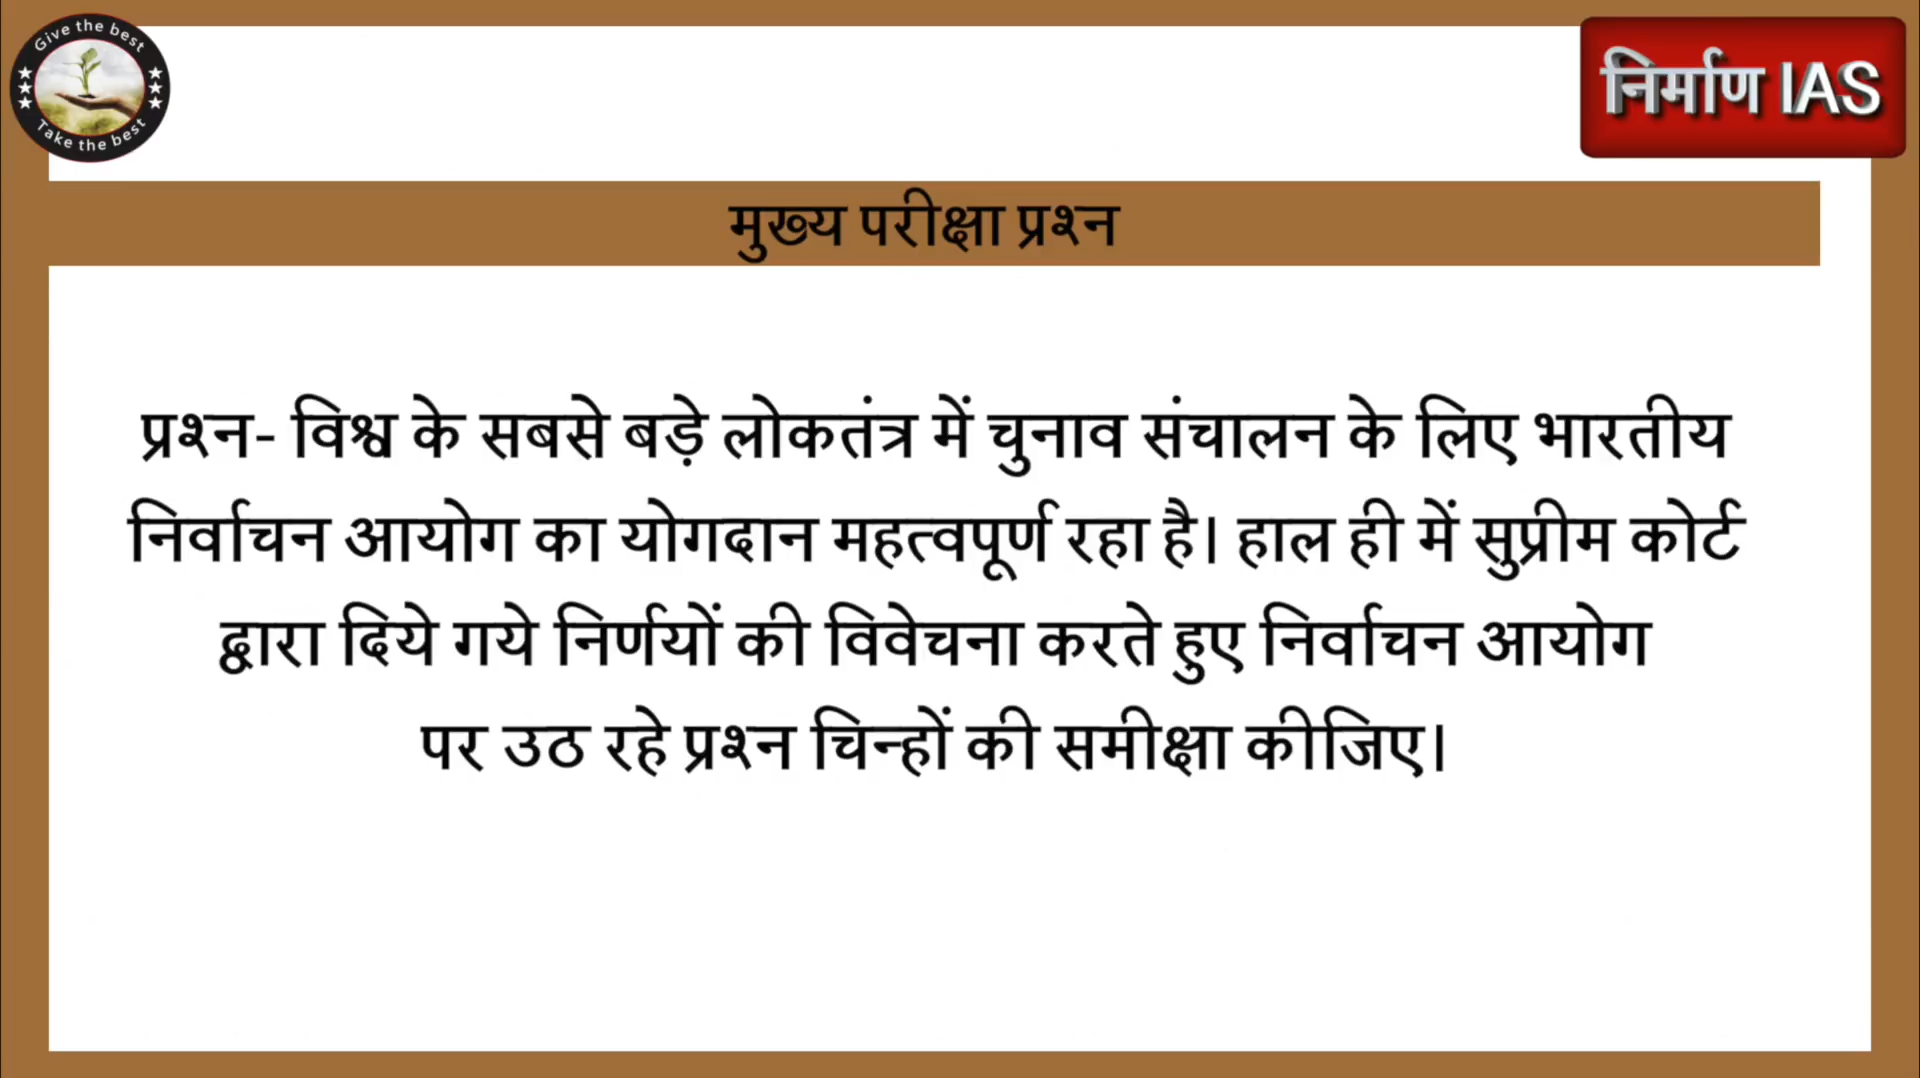 Give the best
Take the best
निर्माण IAS
मुख्य परीक्षा प्रश्न
प्रश्न- विश्व के सबसे बड़े लोकतंत्र में चुनाव संचालन के लिए भारतीय
निर्वाचन आयोग का योगदान महत्वपूर्ण रहा है। हाल ही में सुप्रीम कोर्ट
द्वारा दिये गये निर्णयों की विवेचना करते हुए निर्वाचन आयोग
पर उठ रहे प्रश्न चिन्हों की समीक्षा कीजिए।